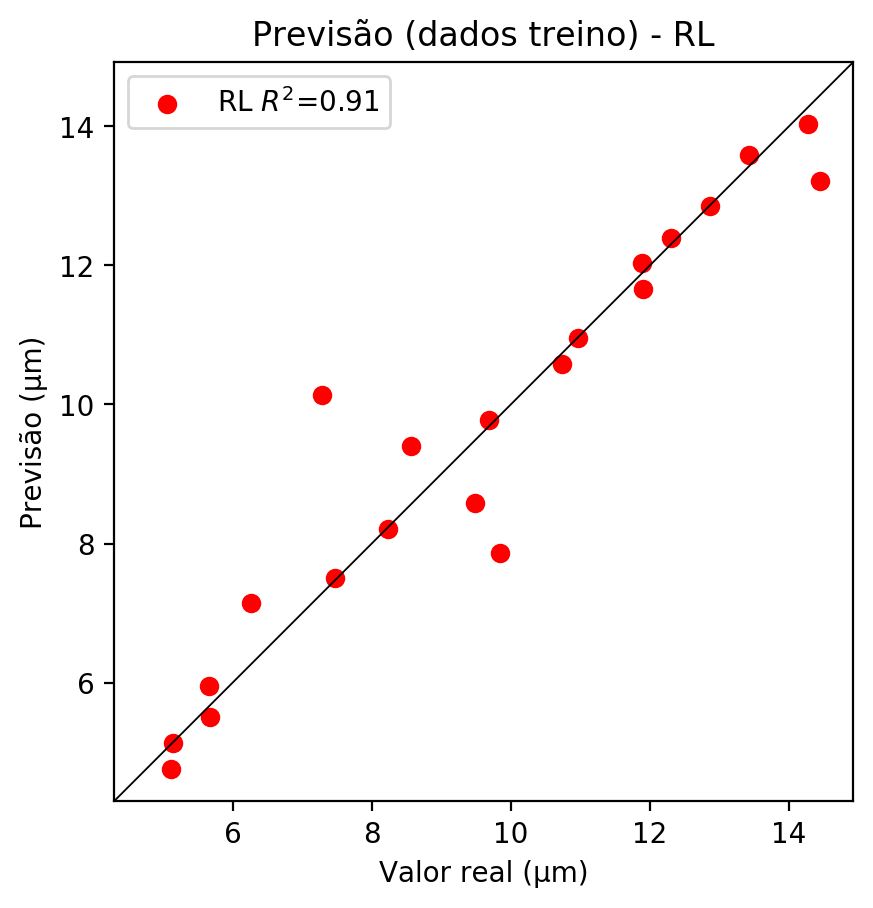 Previsão (dados treino) - RL
RL R²=0.91
14
12
10
8
6
Previsão (μm)
6 8 10 12 14
Valor real (μm)